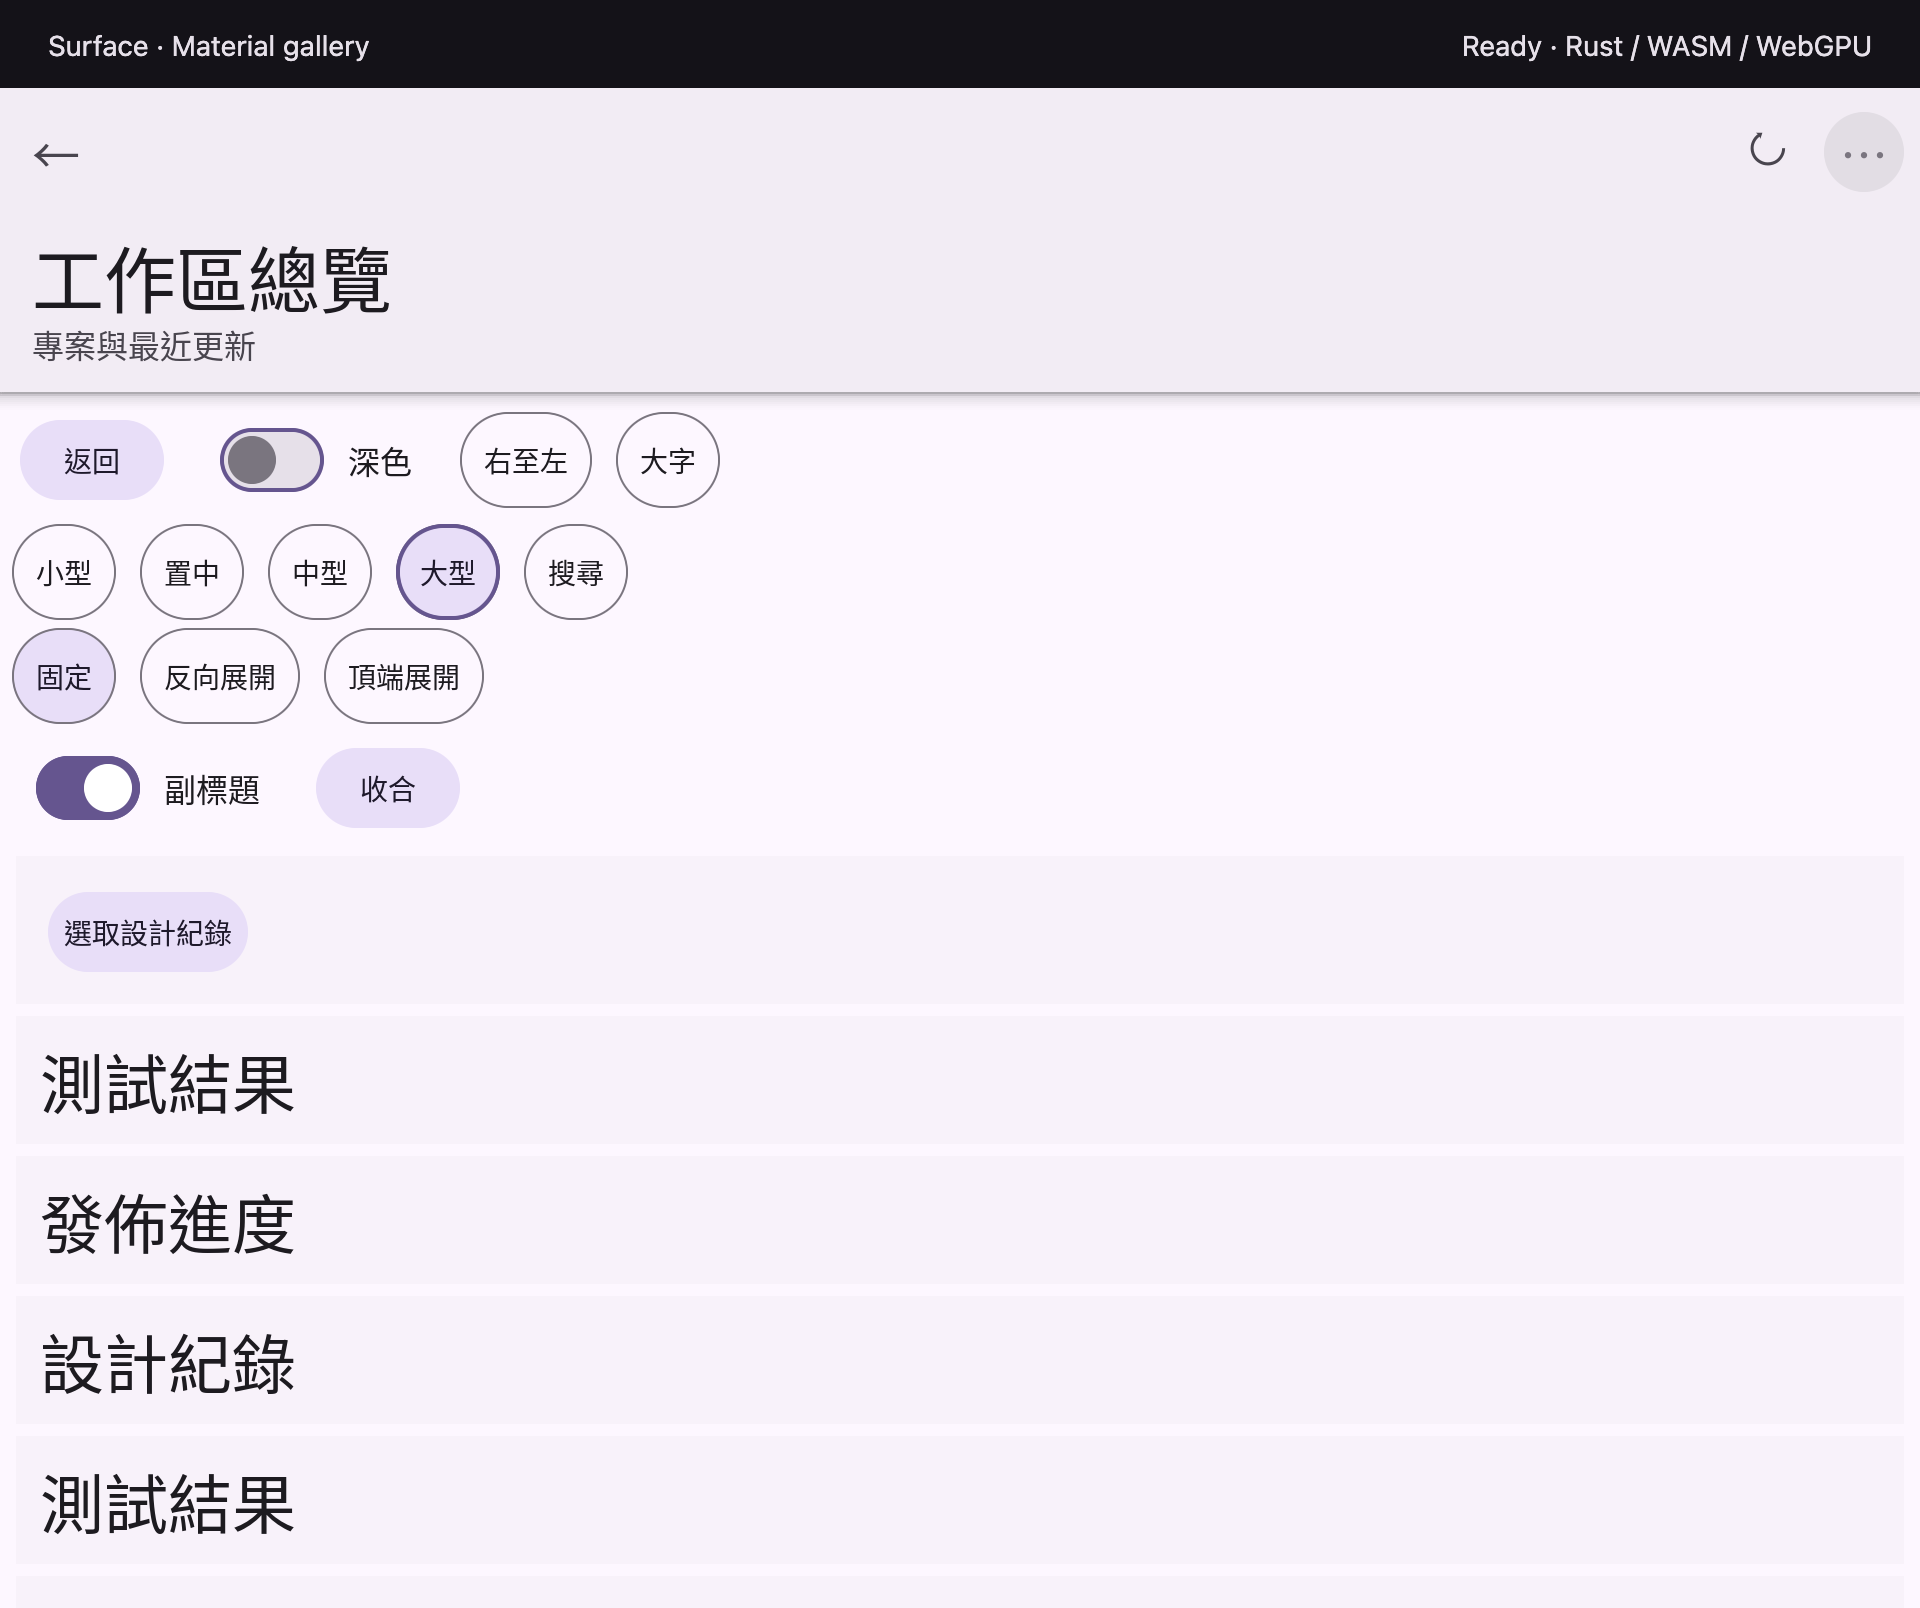 Surface · Material gallery
Ready · Rust / WASM / WebGPU
工作區總覽
專案與最近更新
返回
深色
右至左
大字
小型
置中
中型
大型
搜尋
固定
反向展開
頂端展開
副標題
收合
選取設計紀錄
測試結果
發佈進度
設計紀錄
測試結果